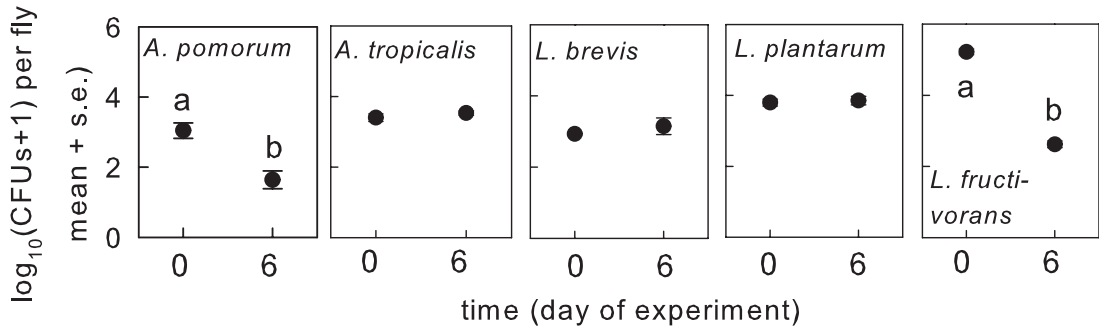 log10(CFUs+1) per fly
mean + s.e.
6
4
2
0
A. pomorum
a
b
0
6
A. tropicalis
0
6
L. brevis
0
6
L. plantarum
0
6
L. fructi-
vorans
a
b
0
6
time (day of experiment)